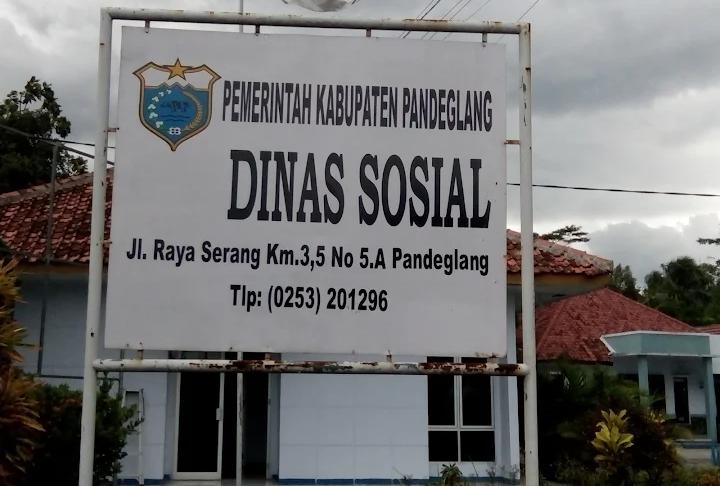 PEMERINTAH KABUPATEN PANDEGLANG
DINAS SOSIAL
Jl. Raya Serang Km.3,5 No 5.A Pandeglang
Tlp: (0253) 201296